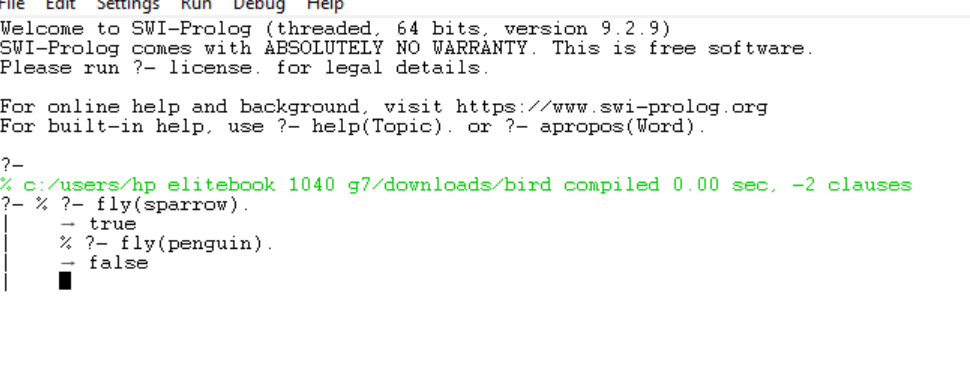 File Edit Settings Run Debug Help
Welcome to SWI-Prolog (threaded, 64 bits, version 9.2.9)
SWI-Prolog comes with ABSOLUTELY NO WARRANTY. This is free software.
Please run ?- license. for legal details.
For online help and background, visit https://www.swi-prolog.org
For built-in help, use ?- help(Topic). or ?- apropos(Word).
?-
% c:/users/hp elitebook 1040 g7/downloads/bird compiled 0.00 sec, -2 clauses
?- % ?- fly(sparrow).
|    → true
|    % ?- fly(penguin).
|    → false
|